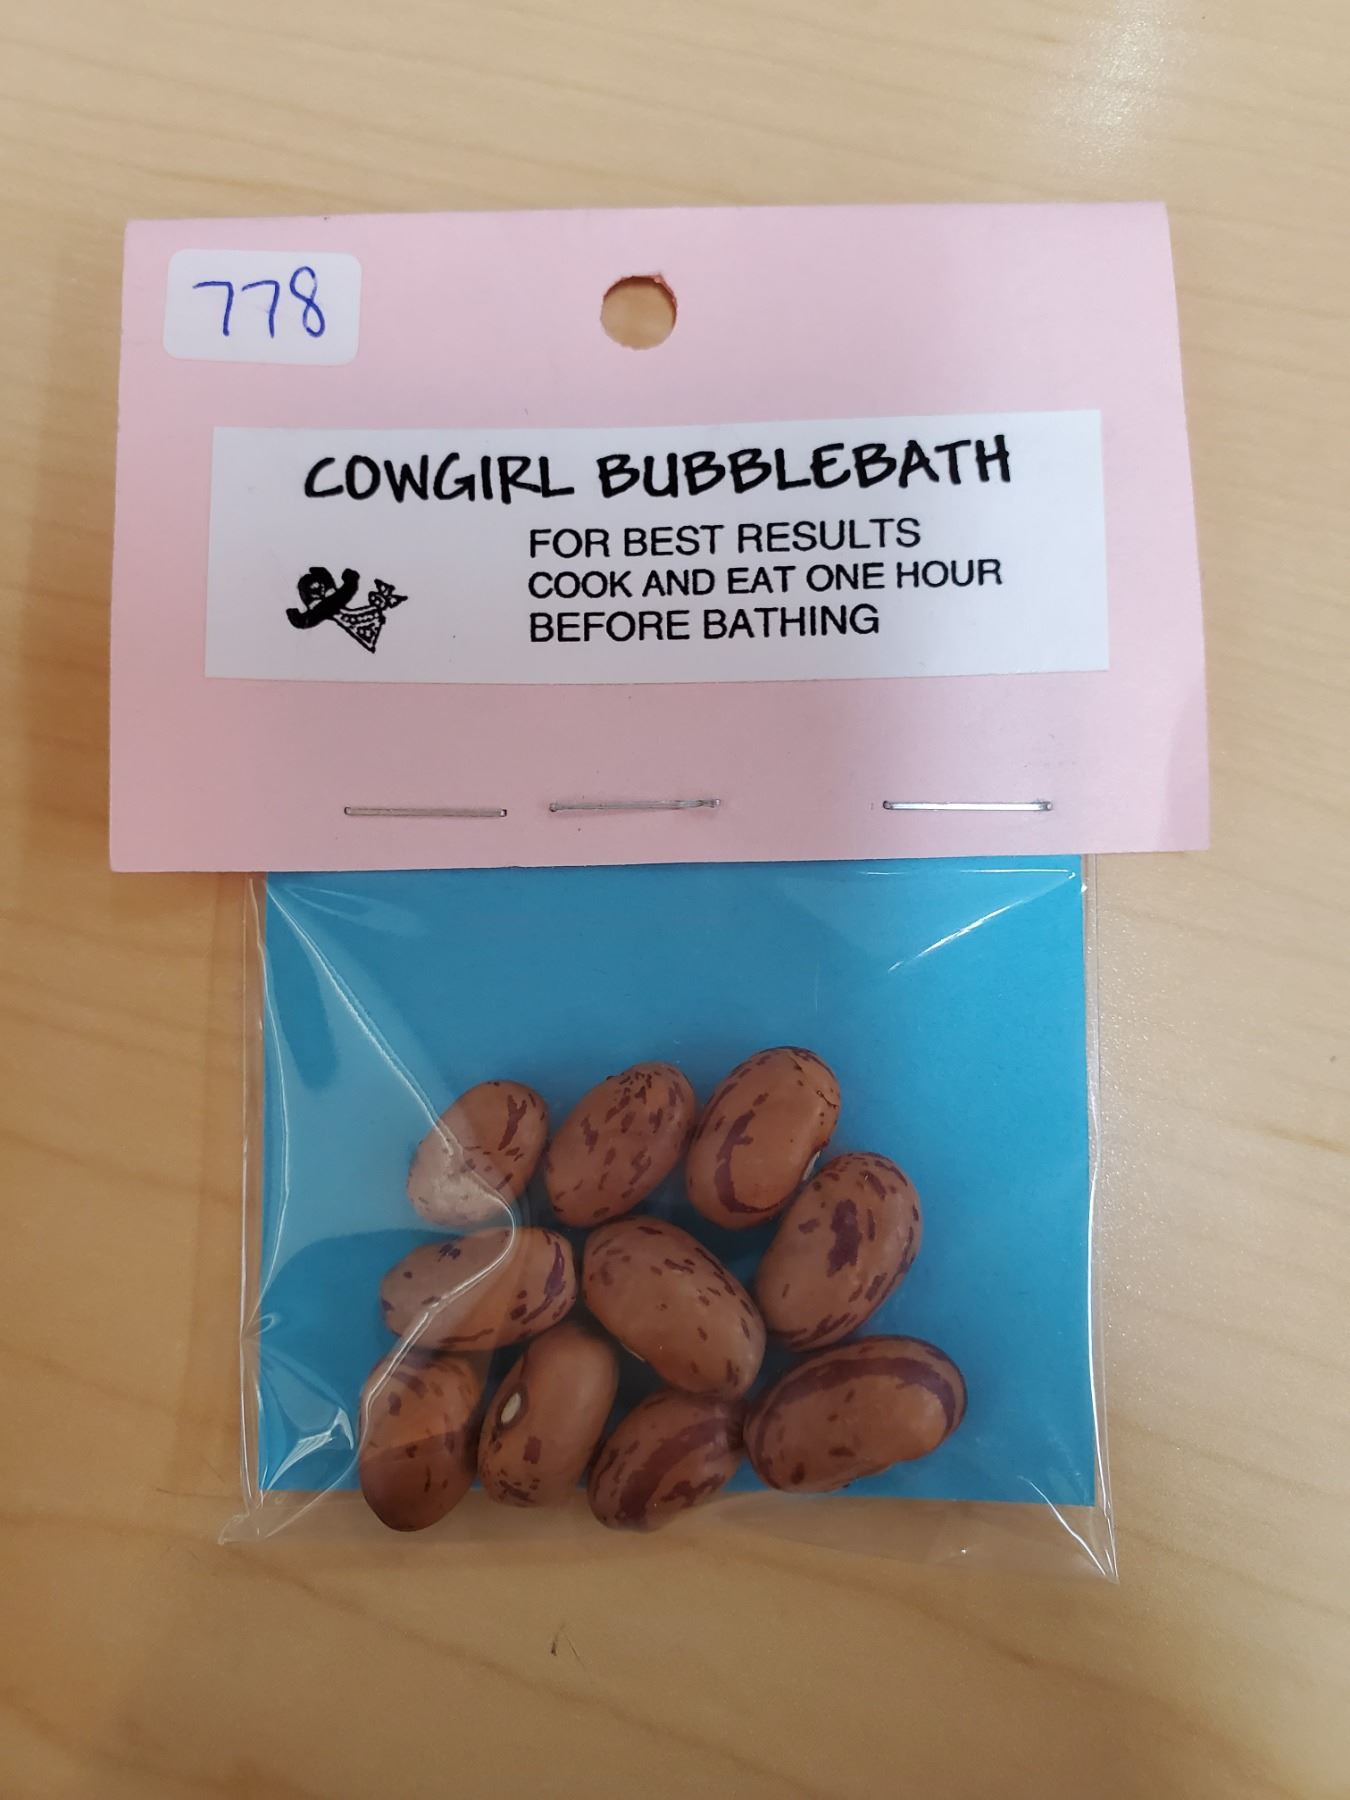 778
COWGIRL BUBBLEBATH
FOR BEST RESULTS
COOK AND EAT ONE HOUR
BEFORE BATHING